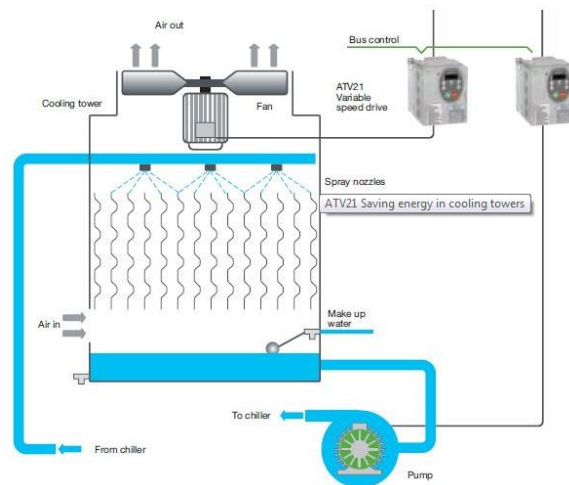 Air out
Bus control
Cooling tower
Fan
ATV21
Variable
speed drive
Spray nozzles
ATV21 Saving energy in cooling towers
Air in
Make up
water
To chiller
From chiller
Pump